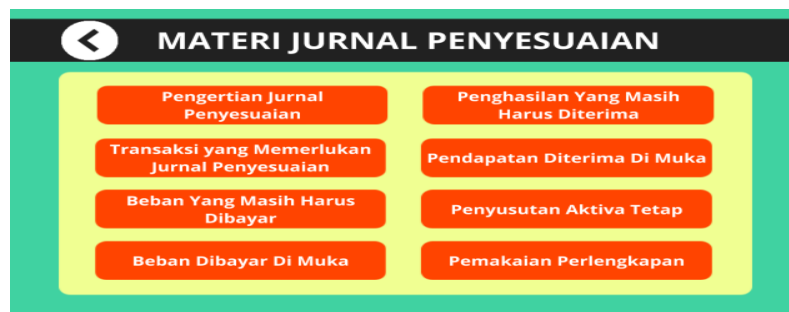 MATERI JURNAL PENYESUAIAN
Pengertian Jurnal
Penyesuaian
Transaksi yang Memerlukan
Jurnal Penyesuaian
Beban Yang Masih Harus
Dibayar
Beban Dibayar Di Muka
Penghasilan Yang Masih
Harus Diterima
Pendapatan Diterima Di Muka
Penyusutan Aktiva Tetap
Pemakaian Perlengkapan